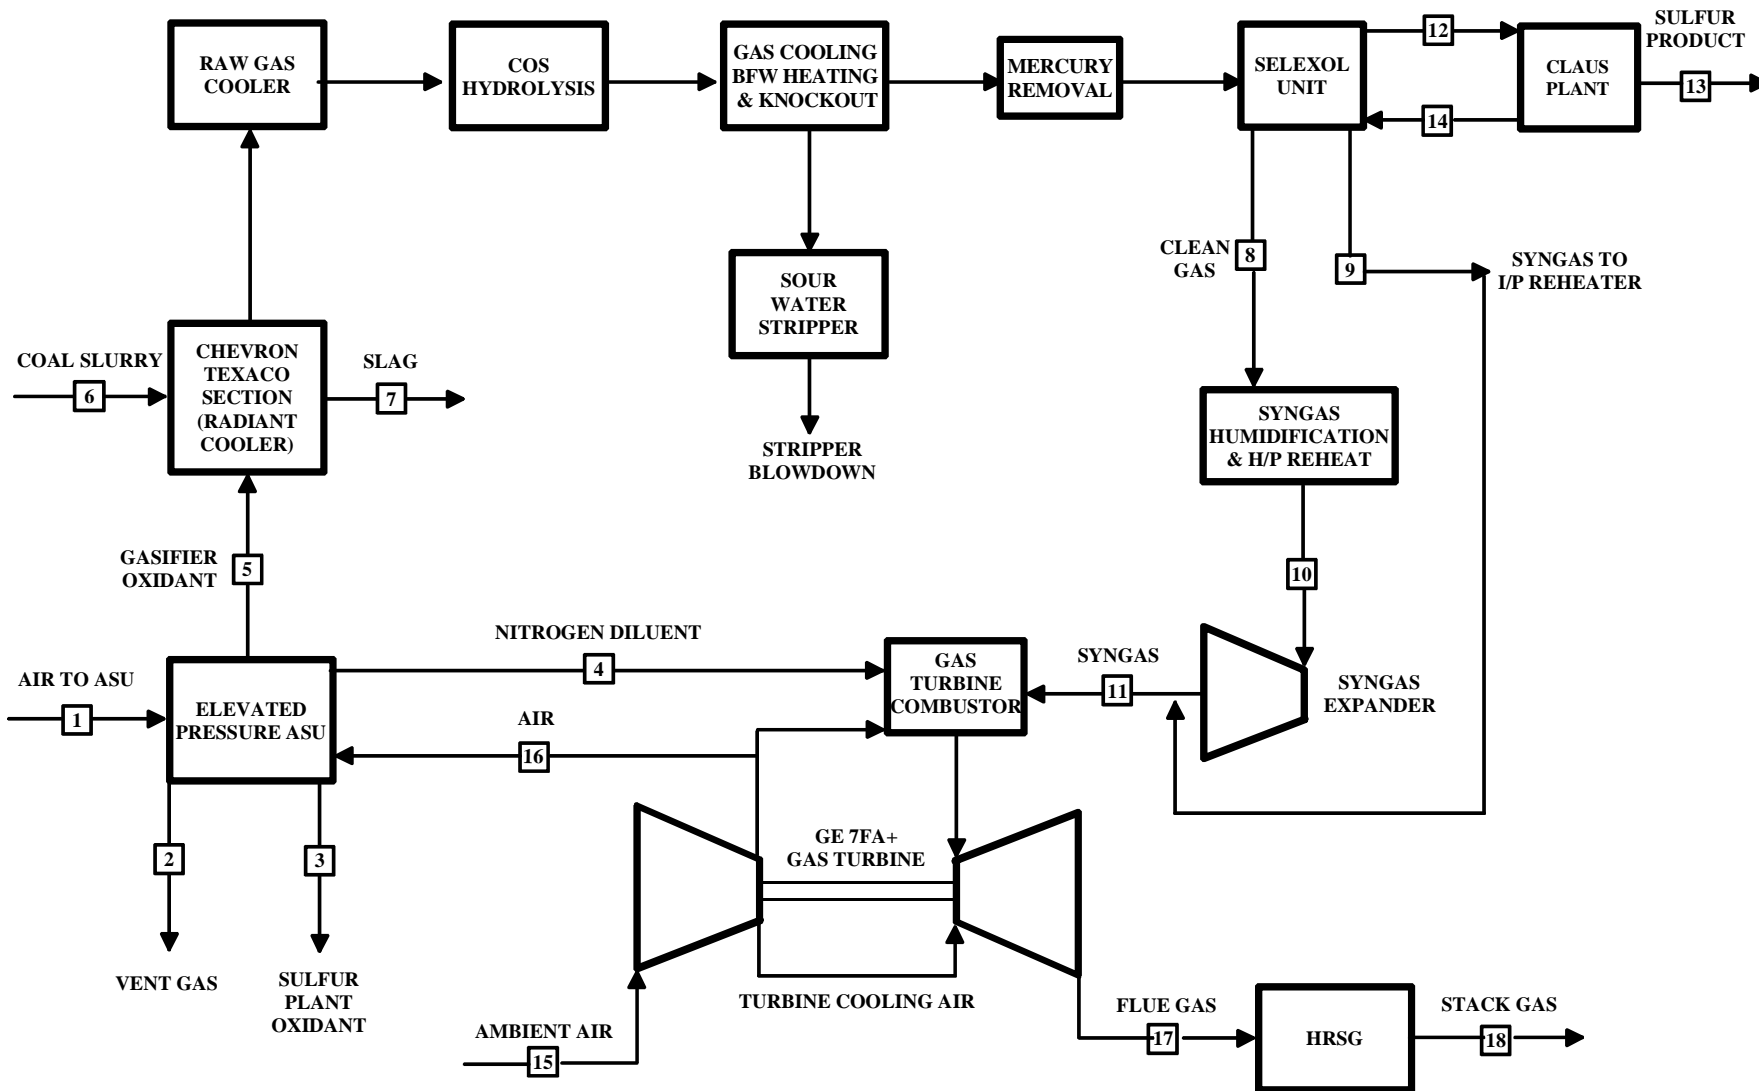 RAW GAS
COOLER
COS
HYDROLYSIS
GAS COOLING
BFW HEATING
& KNOCKOUT
MERCURY
REMOVAL
SELEXOL
UNIT
12
CLAUS
PLANT
SULFUR
PRODUCT
13
14
CLEAN
GAS
8
9
SYNGAS TO
I/P REHEATER
SOUR
WATER
STRIPPER
STRIPPER
BLOWDOWN
COAL SLURRY
6
CHEVRON
TEXACO
SECTION
(RADIANT
COOLER)
SLAG
7
SYNGAS
HUMIDIFICATION
& H/P REHEAT
10
GASIFIER
OXIDANT
5
NITROGEN DILUENT
4
GAS
TURBINE
COMBUSTOR
SYNGAS
11
SYNGAS
EXPANDER
AIR TO ASU
1
ELEVATED
PRESSURE ASU
AIR
16
2
3
VENT GAS
SULFUR
PLANT
OXIDANT
GE 7FA+
GAS TURBINE
TURBINE COOLING AIR
AMBIENT AIR
15
FLUE GAS
17
HRSG
STACK GAS
18